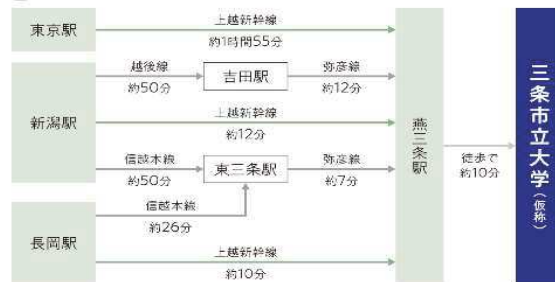 東京駅
上越新幹線
約1時間55分
新潟駅
越後線
約50分
吉田駅
弥彦線
約12分
上越新幹線
約12分
信越本線
約50分
東三条駅
弥彦線
約7分
長岡駅
信越本線
約26分
上越新幹線
約10分
燕三条駅
徒歩で
約10分
三条市立大学(仮称)